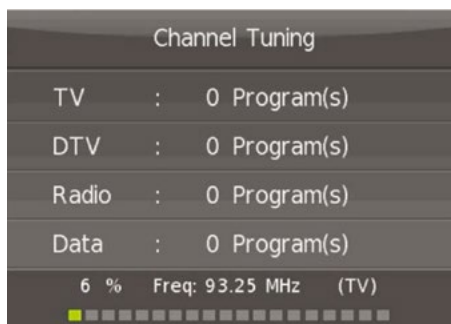 Channel Tuning
TV : 0 Program(s)
DTV : 0 Program(s)
Radio : 0 Program(s)
Data : 0 Program(s)
6 % Freq: 93.25 MHz (TV)